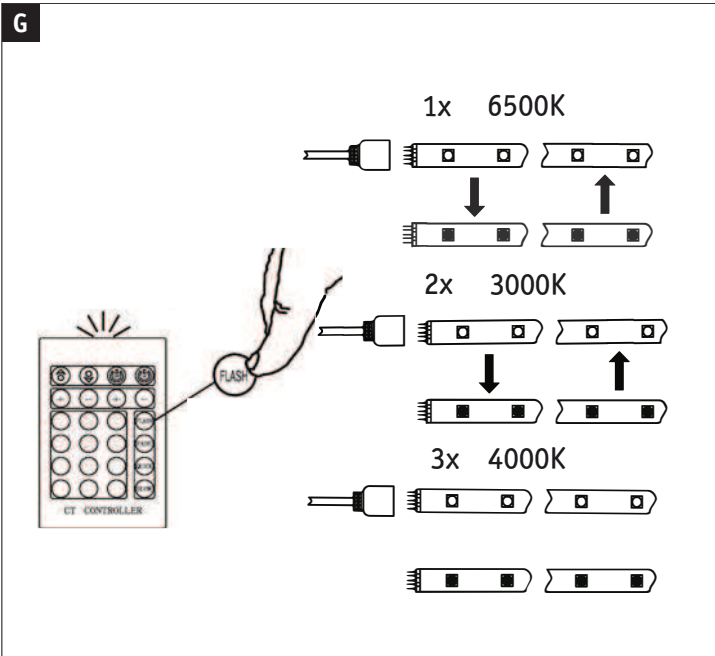 G
1x 6500K
2x 3000K
FLASH
3x 4000K
CT CONTROLLER